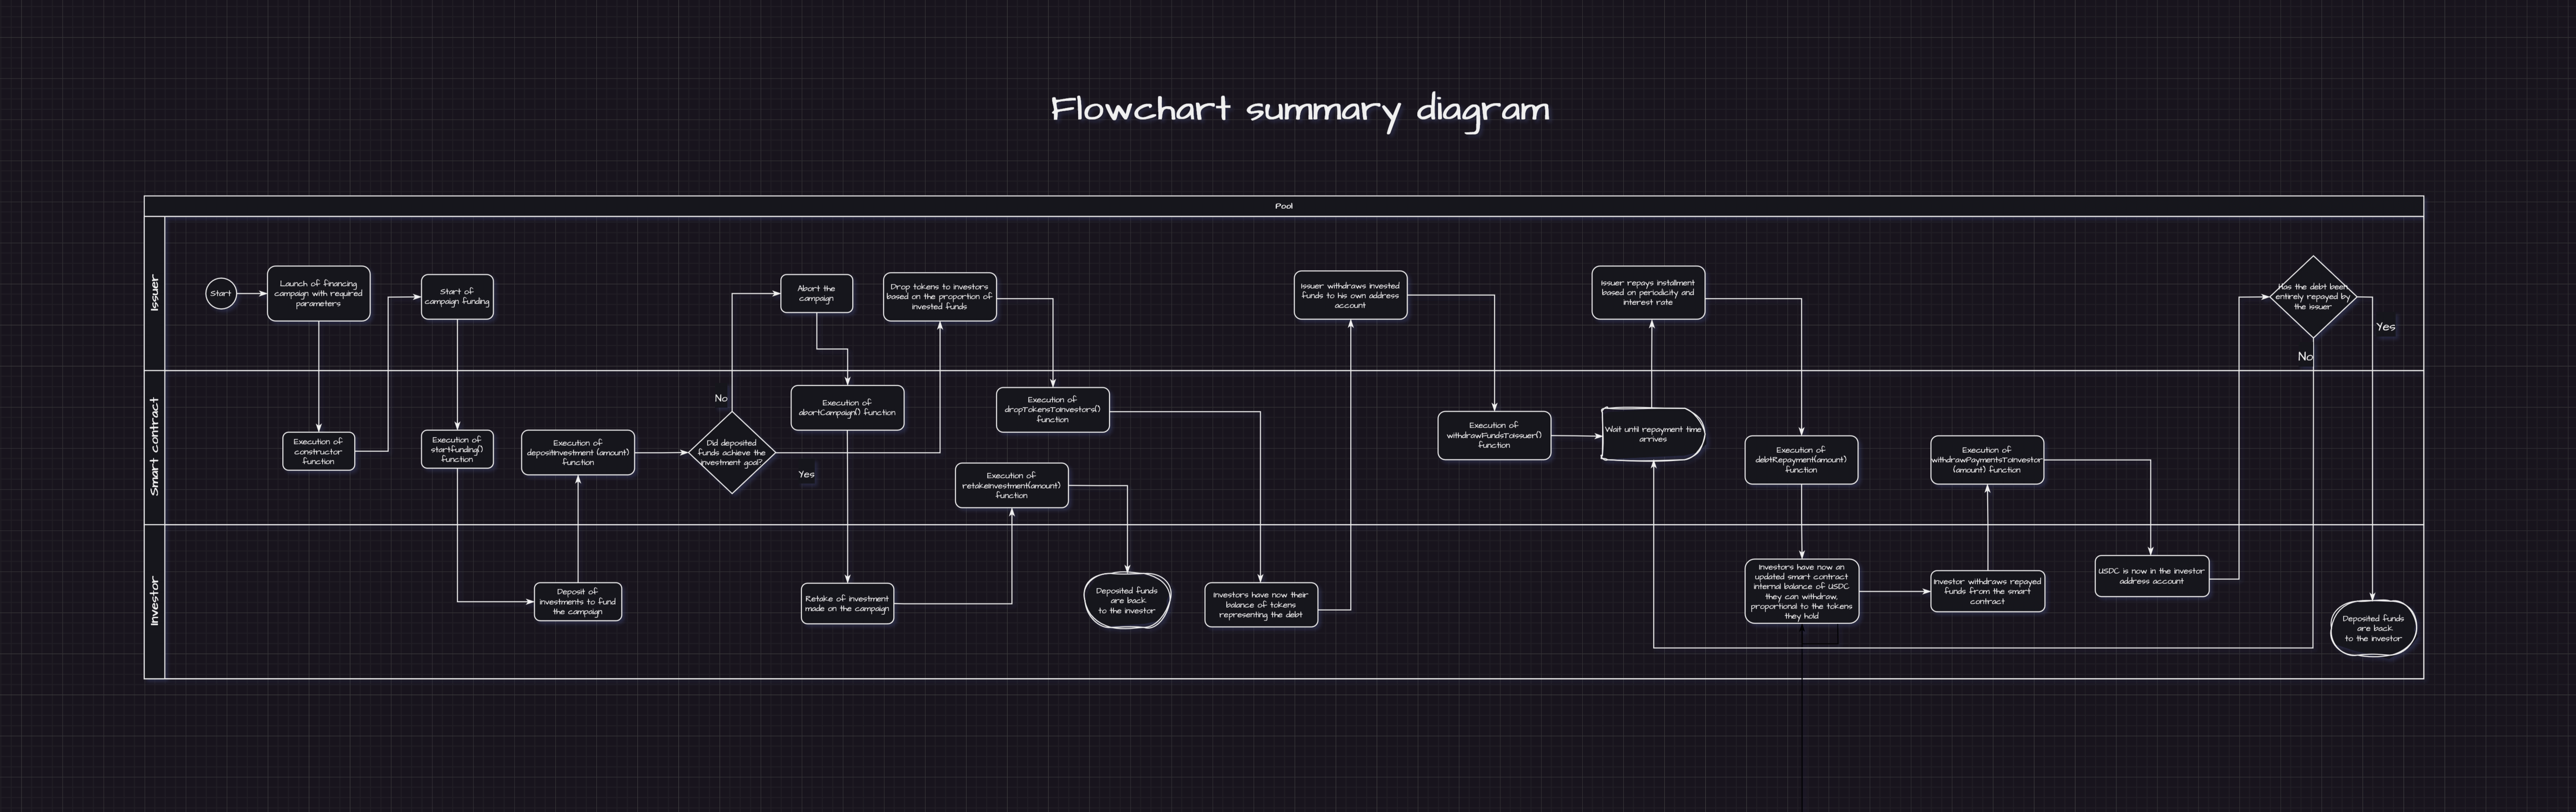 Flowchart summary diagram
Pool
Issuer
Start
Launch of financing
campaign with required
parameters
Start of
campaign funding
Abort the
campaign
Drop tokens to investors
based on the proportion of
invested funds
Issuer withdraws invested
funds to his own address
account
Issuer repays installment
based on periodicity and
interest rate
Has the debt been
entirely repayed by
the issuer
Yes
No
Smart contract
Execution of
constructor
function
Execution of
startFunding()
function
Execution of
depositInvestment (amount)
function
No
Did deposited
funds achieve the
investment goal?
Yes
Execution of
abortCampaign() function
Execution of
retakeInvestment(amount)
function
Execution of
dropTokensToInvestors()
function
Execution of
withdrawFundsToIssuer()
function
Wait until repayment time
arrives
Execution of
debtRepayment(amount)
function
Execution of
withdrawPaymentsToInvestor
(amount) function
Investor
Deposit of
investments to fund
the campaign
Retake of investment
made on the campaign
Deposited funds
are back
to the investor
Investors have now their
balance of tokens
representing the debt
Investors have now an
updated smart contract
internal balance of USDC
they can withdraw,
proportional to the tokens
they hold
Investor withdraws repayed
funds from the smart
contract
USDC is now in the investor
address account
Deposited funds
are back
to the investor